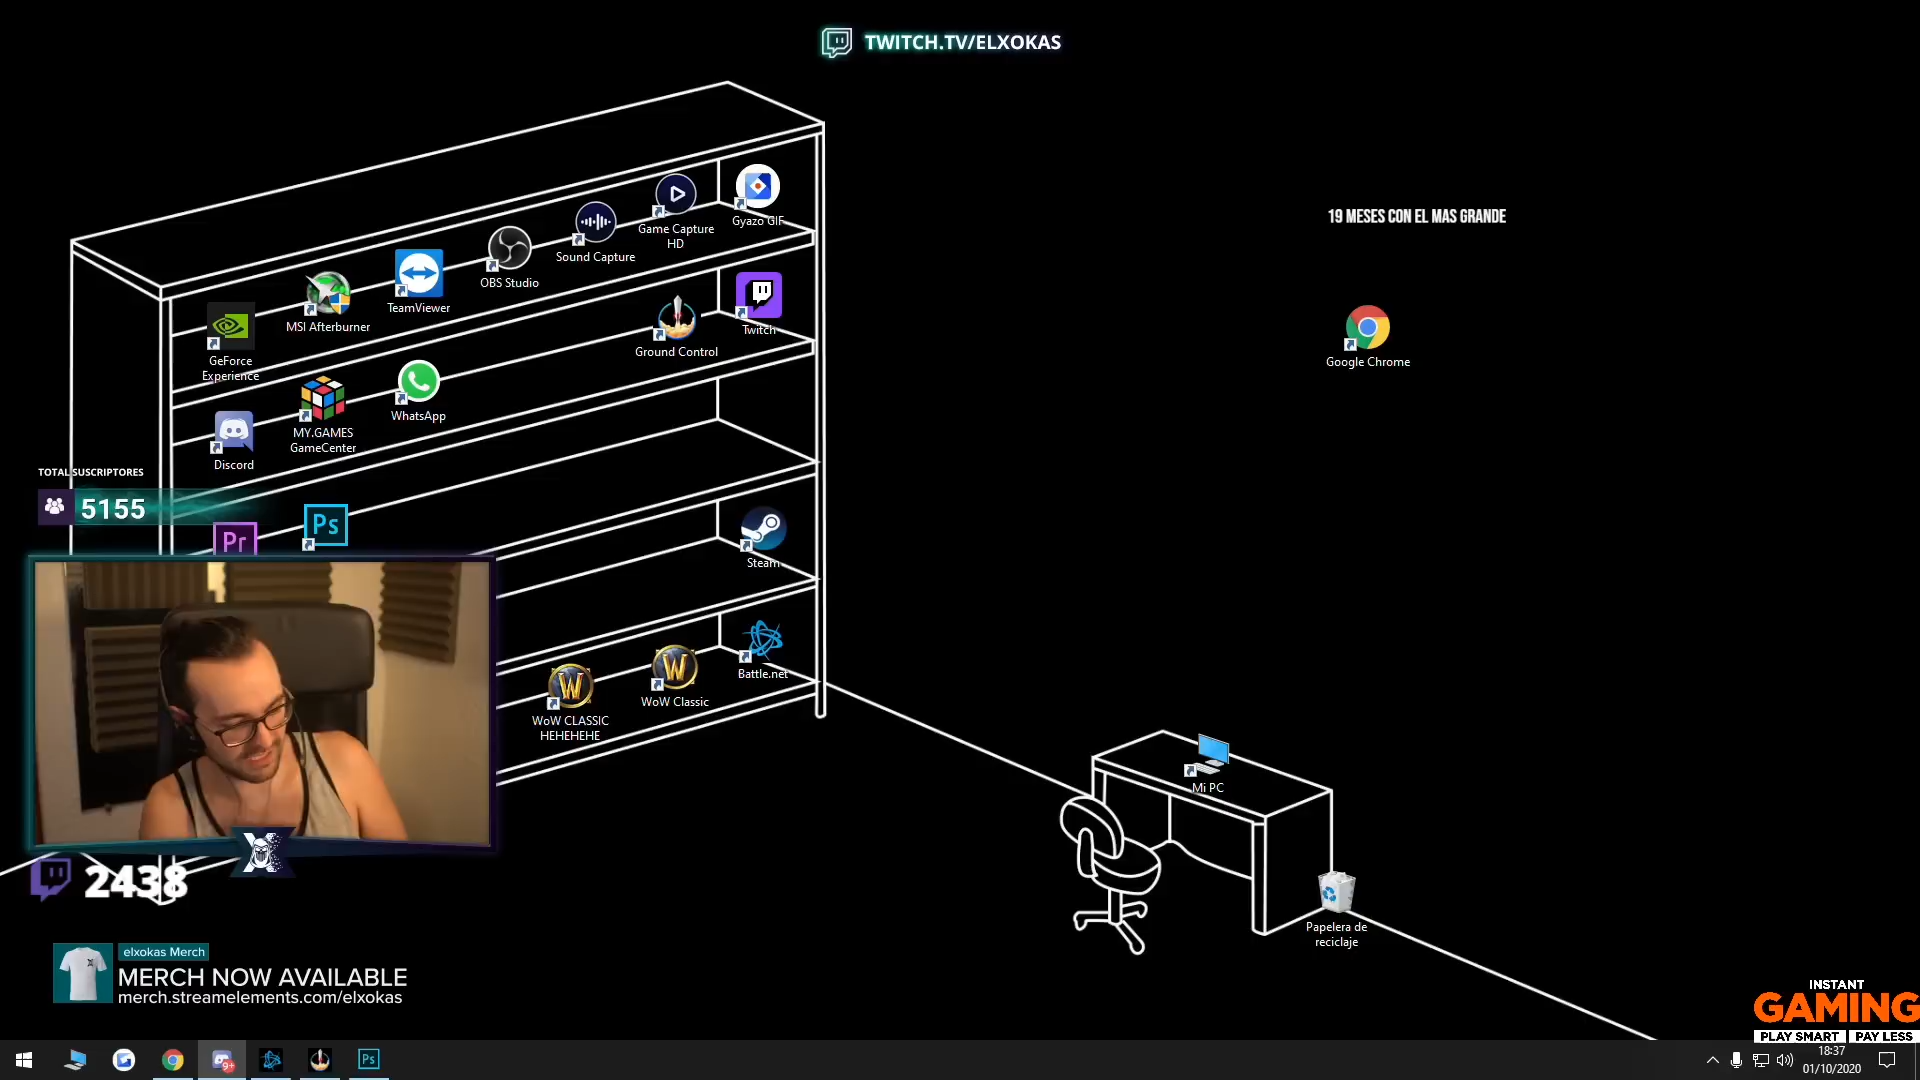 TWITCH.TV/ELXOKAS
Gyazo GIF
Game Capture
HD
Sound Capture
OBS Studio
TeamViewer
MSI Afterburner
GeForce
Experience
19 MESES CON EL MAS GRANDE
Twitch
Ground Control
Google Chrome
WhatsApp
MY.GAMES
GameCenter
Discord
TOTAL SUSCRIPTORES
5155
Pr
Ps
Steam
Battle.net
W
WoW Classic
W
WoW CLASSIC
HEHEHEHE
Mi PC
X
2438
Papelera de
reciclaje
elxokas Merch
MERCH NOW AVAILABLE
merch.streamelements.com/elxokas
INSTANT
GAMING
PLAY SMART PAY LESS
9+
Ps
18:37
01/10/2020